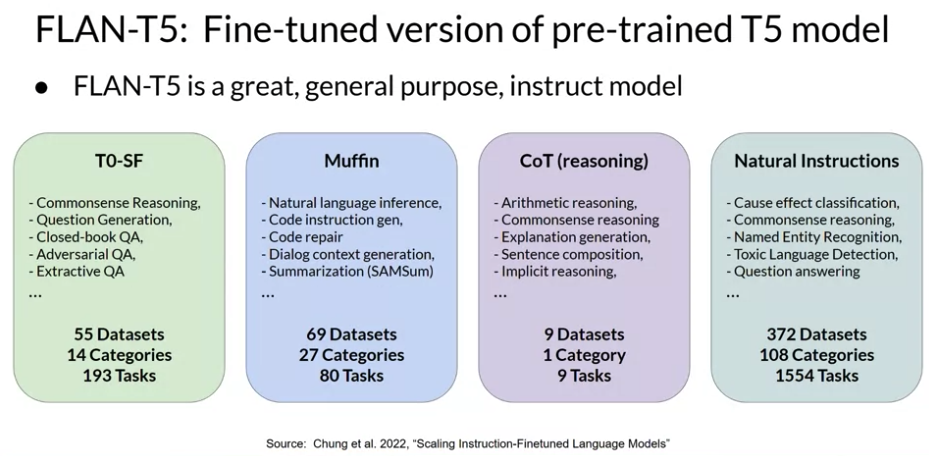 FLAN-T5: Fine-tuned version of pre-trained T5 model
● FLAN-T5 is a great, general purpose, instruct model
T0-SF
- Commonsense Reasoning,
- Question Generation,
- Closed-book QA,
- Adversarial QA,
- Extractive QA
...
55 Datasets
14 Categories
193 Tasks
Muffin
- Natural language inference,
- Code instruction gen,
- Code repair
- Dialog context generation,
- Summarization (SAMSum)
...
69 Datasets
27 Categories
80 Tasks
CoT (reasoning)
- Arithmetic reasoning,
- Commonsense reasoning
- Explanation generation,
- Sentence composition,
- Implicit reasoning,
...
9 Datasets
1 Category
9 Tasks
Natural Instructions
- Cause effect classification,
- Commonsense reasoning,
- Named Entity Recognition,
- Toxic Language Detection,
- Question answering
...
372 Datasets
108 Categories
1554 Tasks
Source: Chung et al. 2022, “Scaling Instruction-Finetuned Language Models”